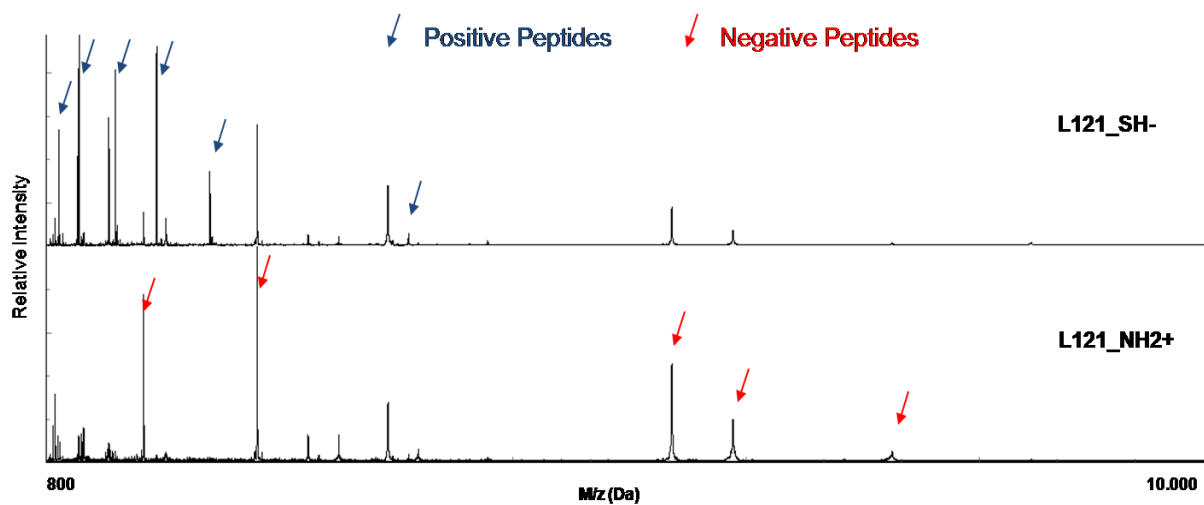 Positive Peptides
Negative Peptides
L121_SH-
Relative Intensity
L121_NH2+
800
M/z (Da)
10.000